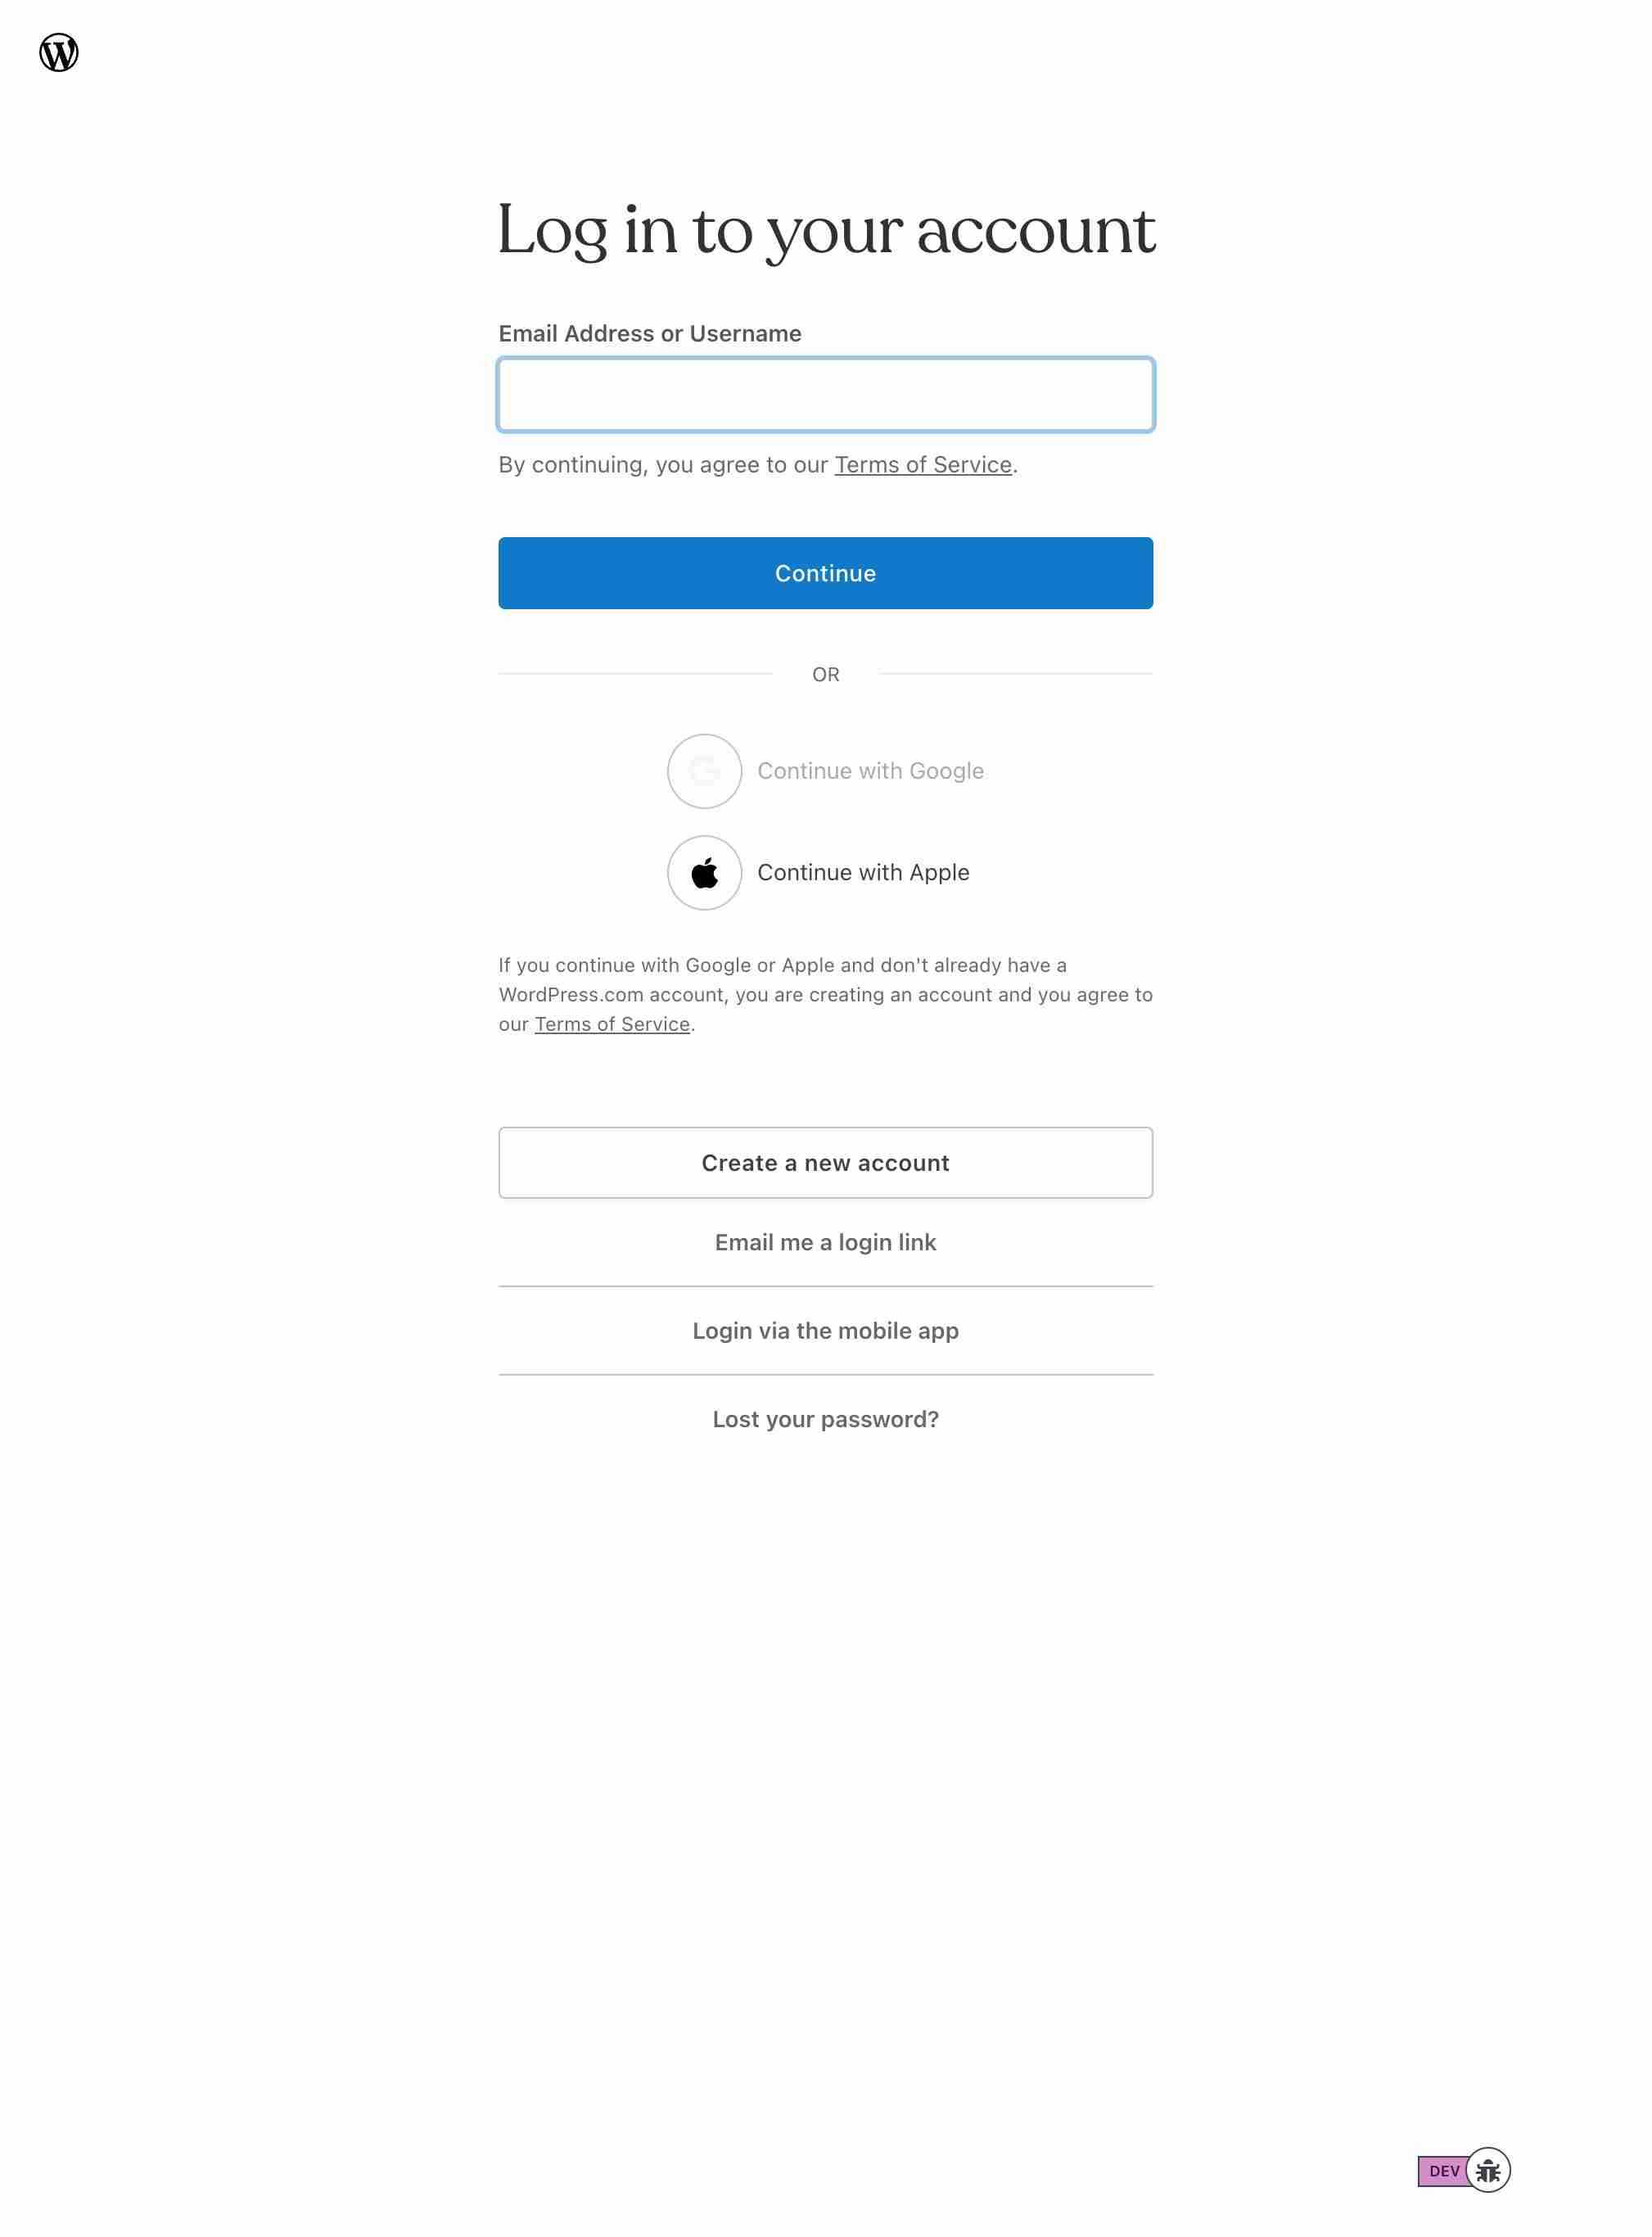 Log in to your account
Email Address or Username
By continuing, you agree to our Terms of Service.
Continue
OR
Continue with Google
Continue with Apple
If you continue with Google or Apple and don't already have a
WordPress.com account, you are creating an account and you agree to
our Terms of Service.
Create a new account
Email me a login link
Login via the mobile app
Lost your password?
DEV